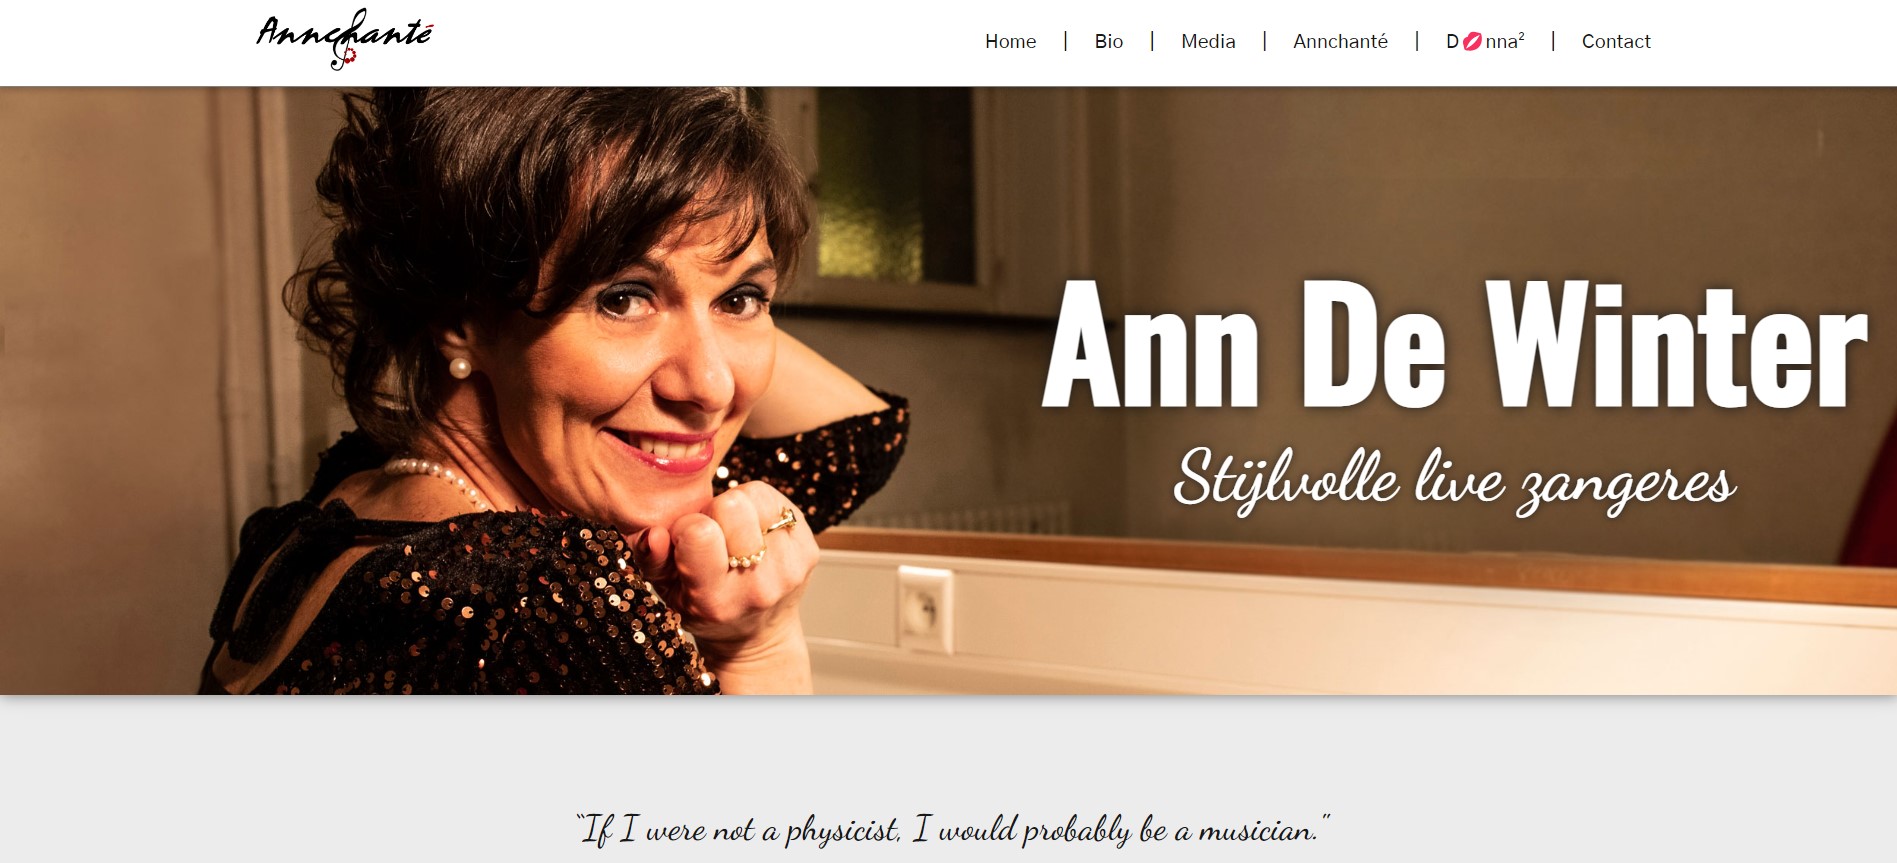 Annchanté
Home | Bio | Media | Annchanté | D💋nna² | Contact
Ann De Winter
Stijlvolle live zangeres
“If I were not a physicist, I would probably be a musician.”